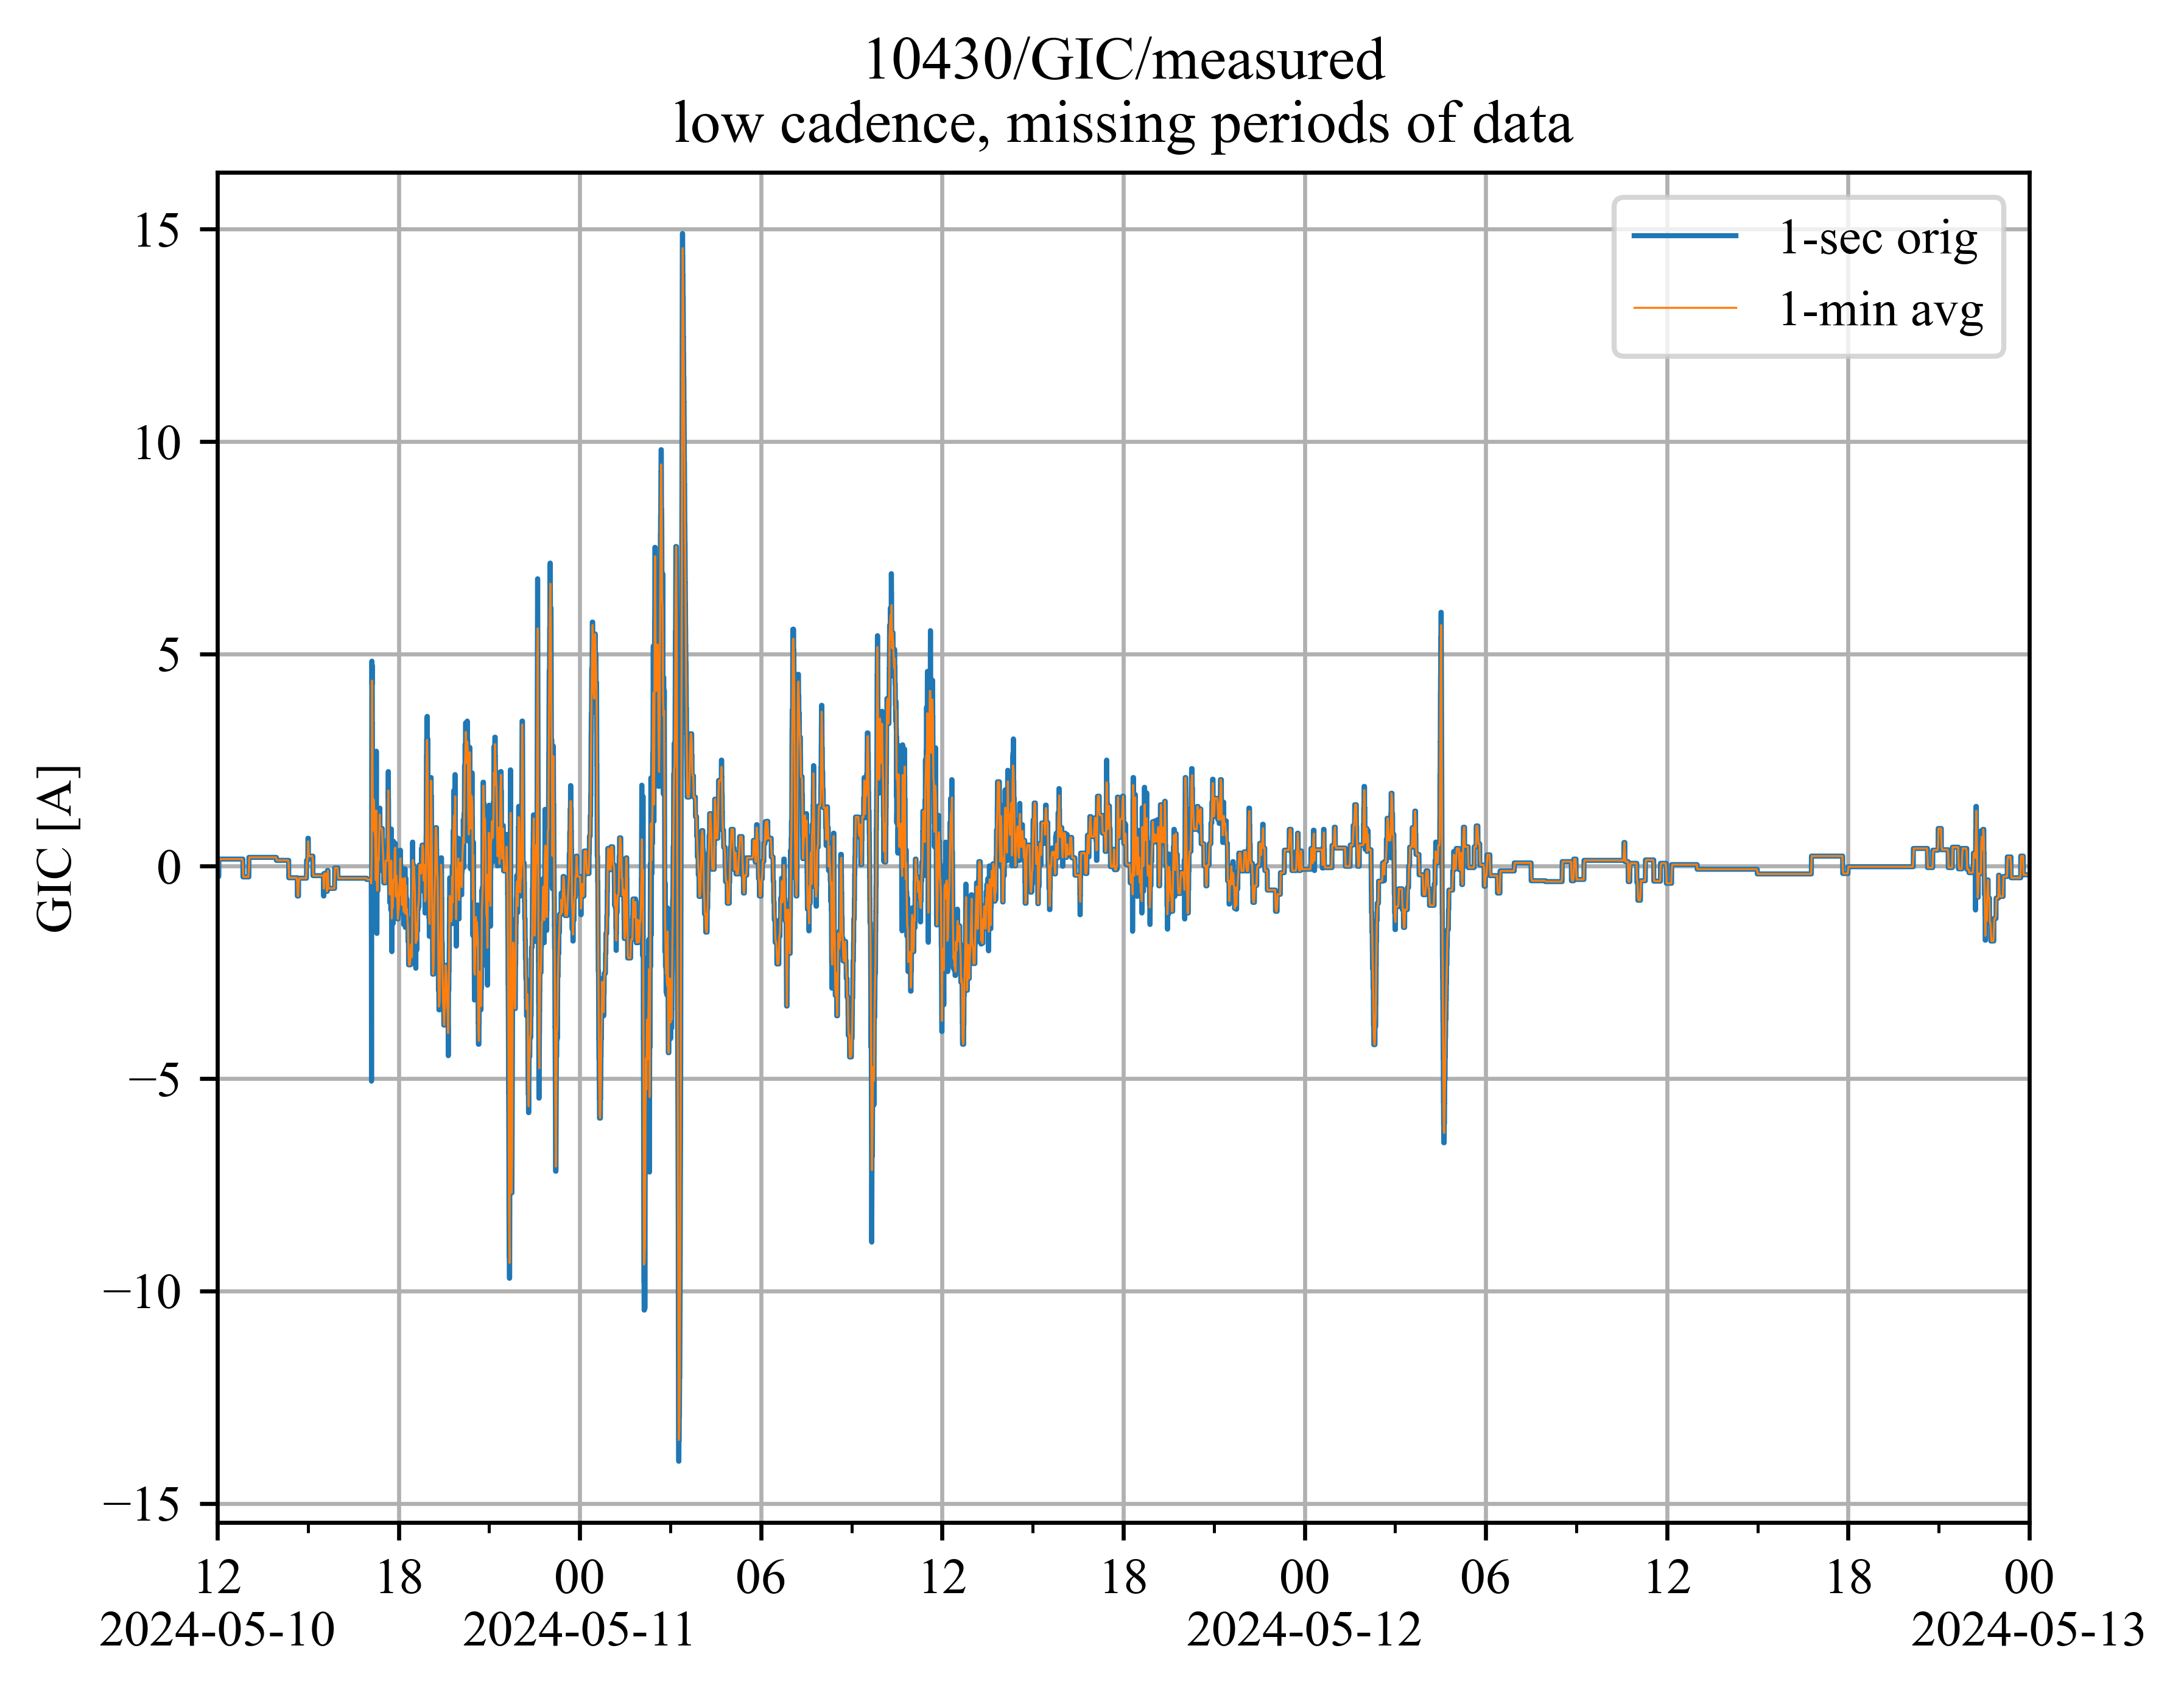 10430/GIC/measured
low cadence, missing periods of data
1-sec orig
1-min avg
GIC [A]
15
10
5
0
−5
−10
−15
12 18 00 06 12 18 00 06 12 18 00
2024-05-10 2024-05-11 2024-05-12 2024-05-13